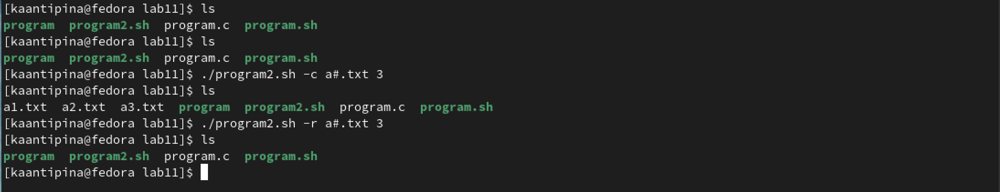 [kaantipina@fedora lab11]$ ls
program  program2.sh  program.c  program.sh
[kaantipina@fedora lab11]$ ls
program  program2.sh  program.c  program.sh
[kaantipina@fedora lab11]$ ./program2.sh -c a#.txt 3
[kaantipina@fedora lab11]$ ls
a1.txt  a2.txt  a3.txt  program  program2.sh  program.c  program.sh
[kaantipina@fedora lab11]$ ./program2.sh -r a#.txt 3
[kaantipina@fedora lab11]$ ls
program  program2.sh  program.c  program.sh
[kaantipina@fedora lab11]$